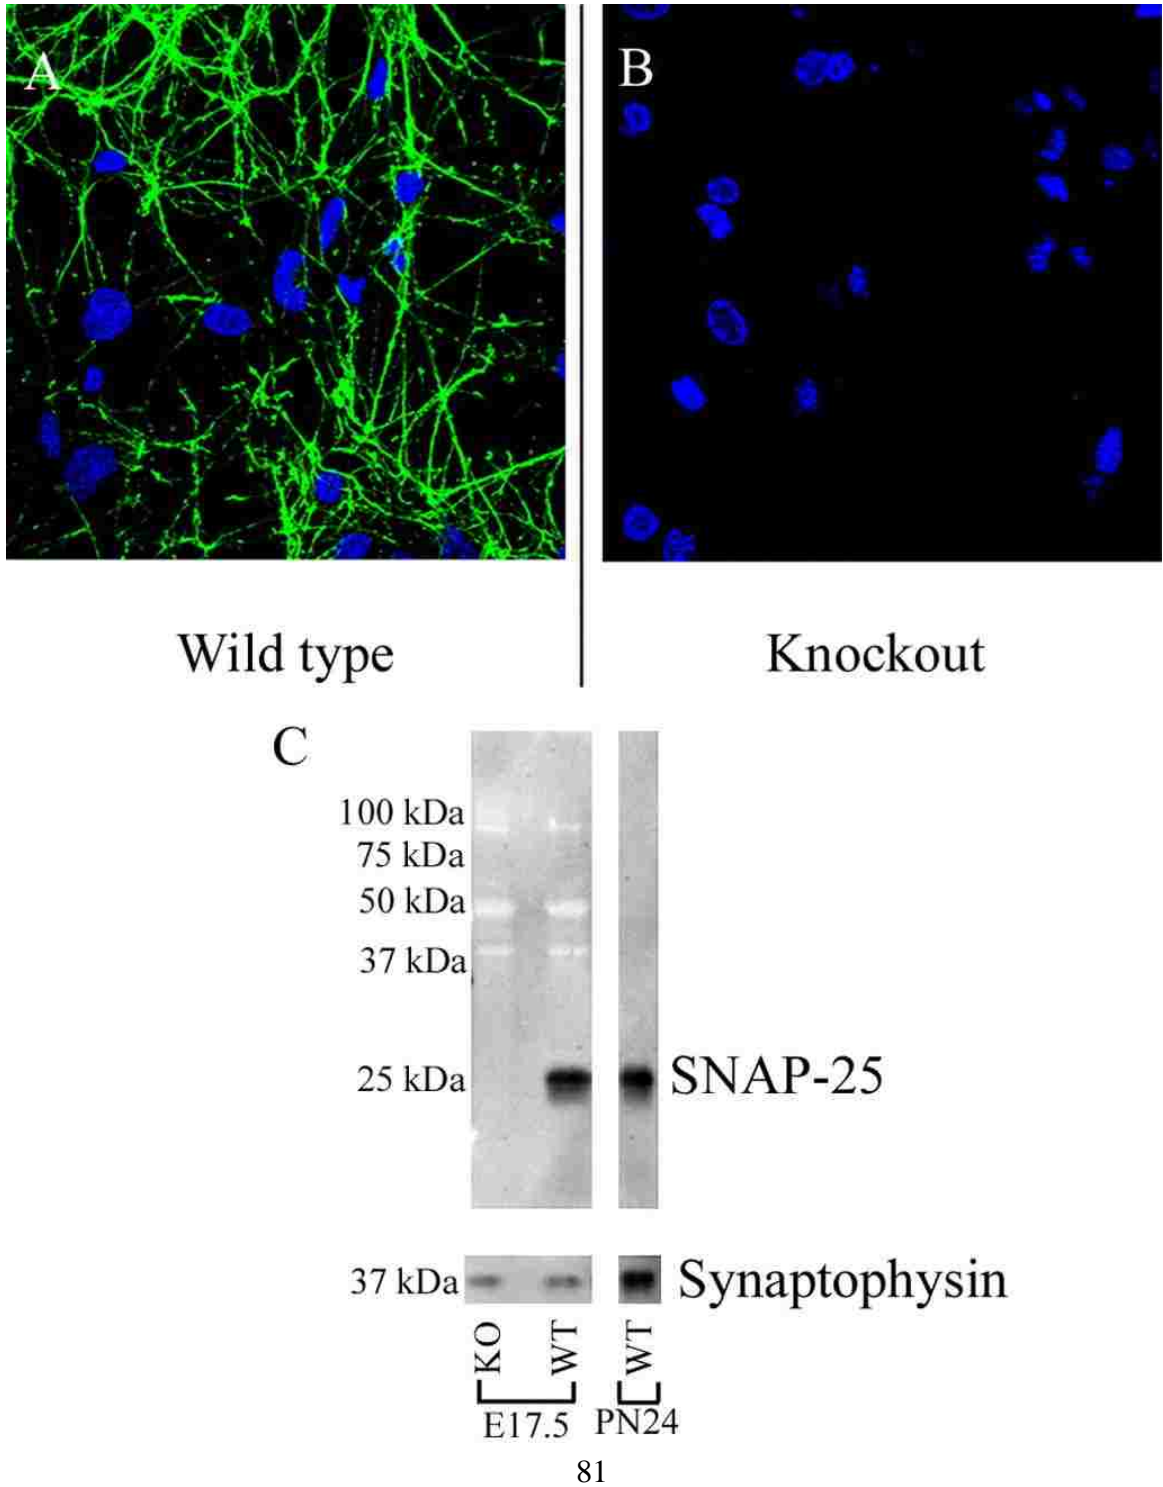 A
B
Wild type
Knockout
C
100 kDa
75 kDa
50 kDa
37 kDa
25 kDa
SNAP-25
37 kDa
Synaptophysin
KO
WT
WT
E17.5
PN24
81